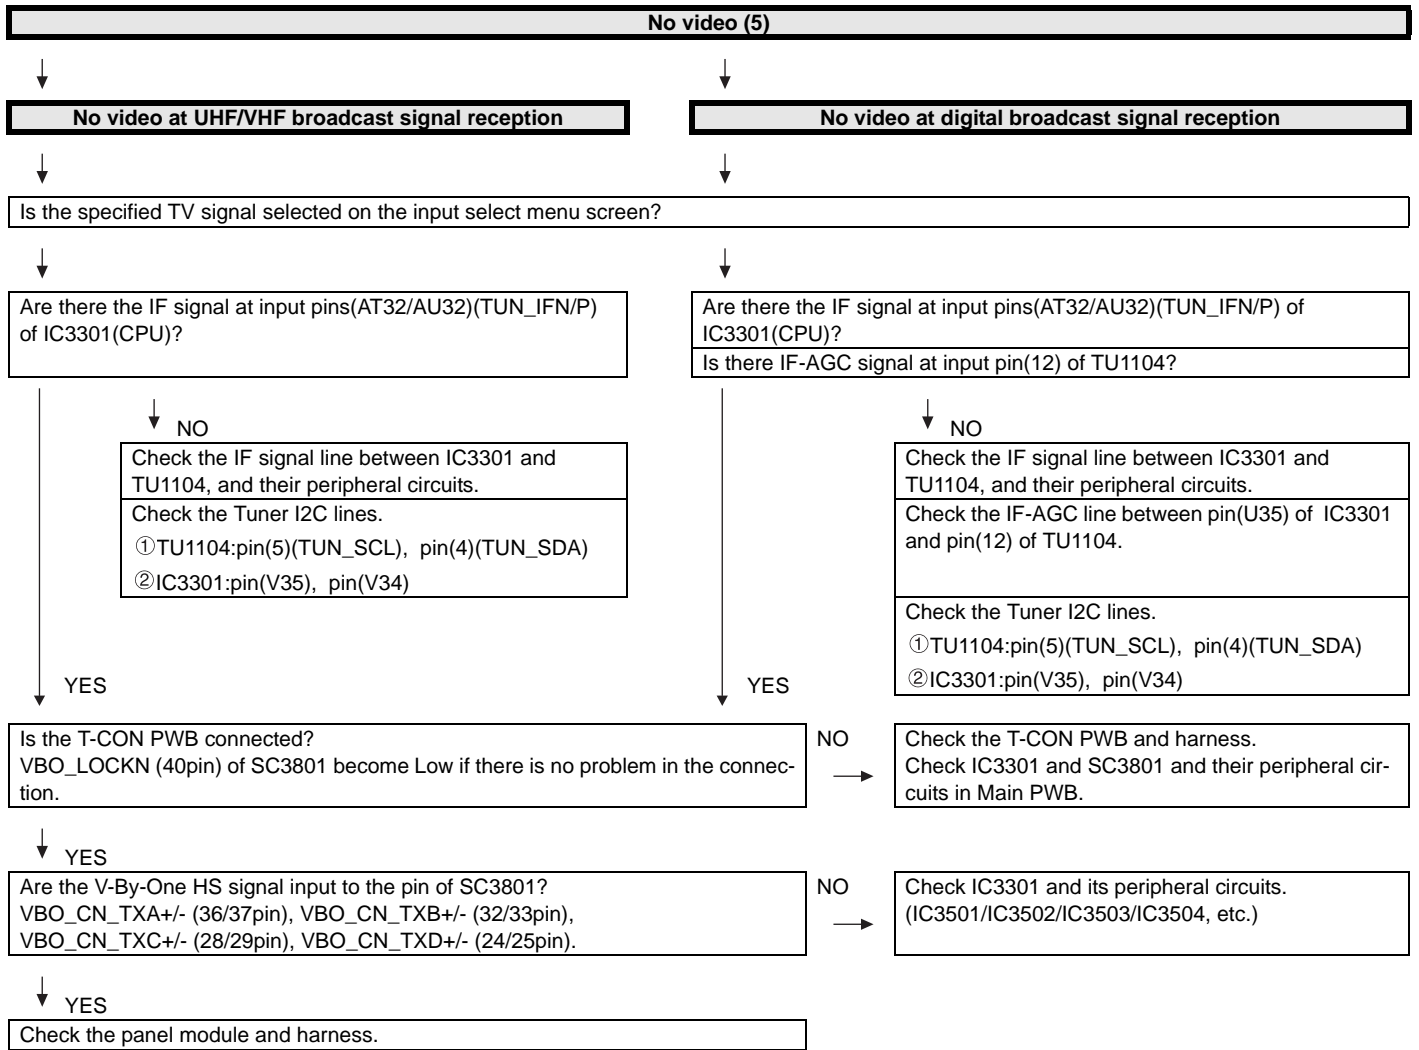 No video (5)
No video at UHF/VHF broadcast signal reception
No video at digital broadcast signal reception
Is the specified TV signal selected on the input select menu screen?
Are there the IF signal at input pins(AT32/AU32)(TUN_IFN/P)
of IC3301(CPU)?
Are there the IF signal at input pins(AT32/AU32)(TUN_IFN/P) of
IC3301(CPU)?
Is there IF-AGC signal at input pin(12) of TU1104?
NO
Check the IF signal line between IC3301 and
TU1104, and their peripheral circuits.
Check the Tuner I2C lines.
①TU1104:pin(5)(TUN_SCL), pin(4)(TUN_SDA)
②IC3301:pin(V35), pin(V34)
NO
Check the IF signal line between IC3301 and
TU1104, and their peripheral circuits.
Check the IF-AGC line between pin(U35) of IC3301
and pin(12) of TU1104.
Check the Tuner I2C lines.
①TU1104:pin(5)(TUN_SCL), pin(4)(TUN_SDA)
②IC3301:pin(V35), pin(V34)
YES
YES
Is the T-CON PWB connected?
VBO_LOCKN (40pin) of SC3801 become Low if there is no problem in the connec-
tion.
NO
Check the T-CON PWB and harness.
Check IC3301 and SC3801 and their peripheral cir-
cuits in Main PWB.
YES
Are the V-By-One HS signal input to the pin of SC3801?
VBO_CN_TXA+/- (36/37pin), VBO_CN_TXB+/- (32/33pin),
VBO_CN_TXC+/- (28/29pin), VBO_CN_TXD+/- (24/25pin).
NO
Check IC3301 and its peripheral circuits.
(IC3501/IC3502/IC3503/IC3504, etc.)
YES
Check the panel module and harness.